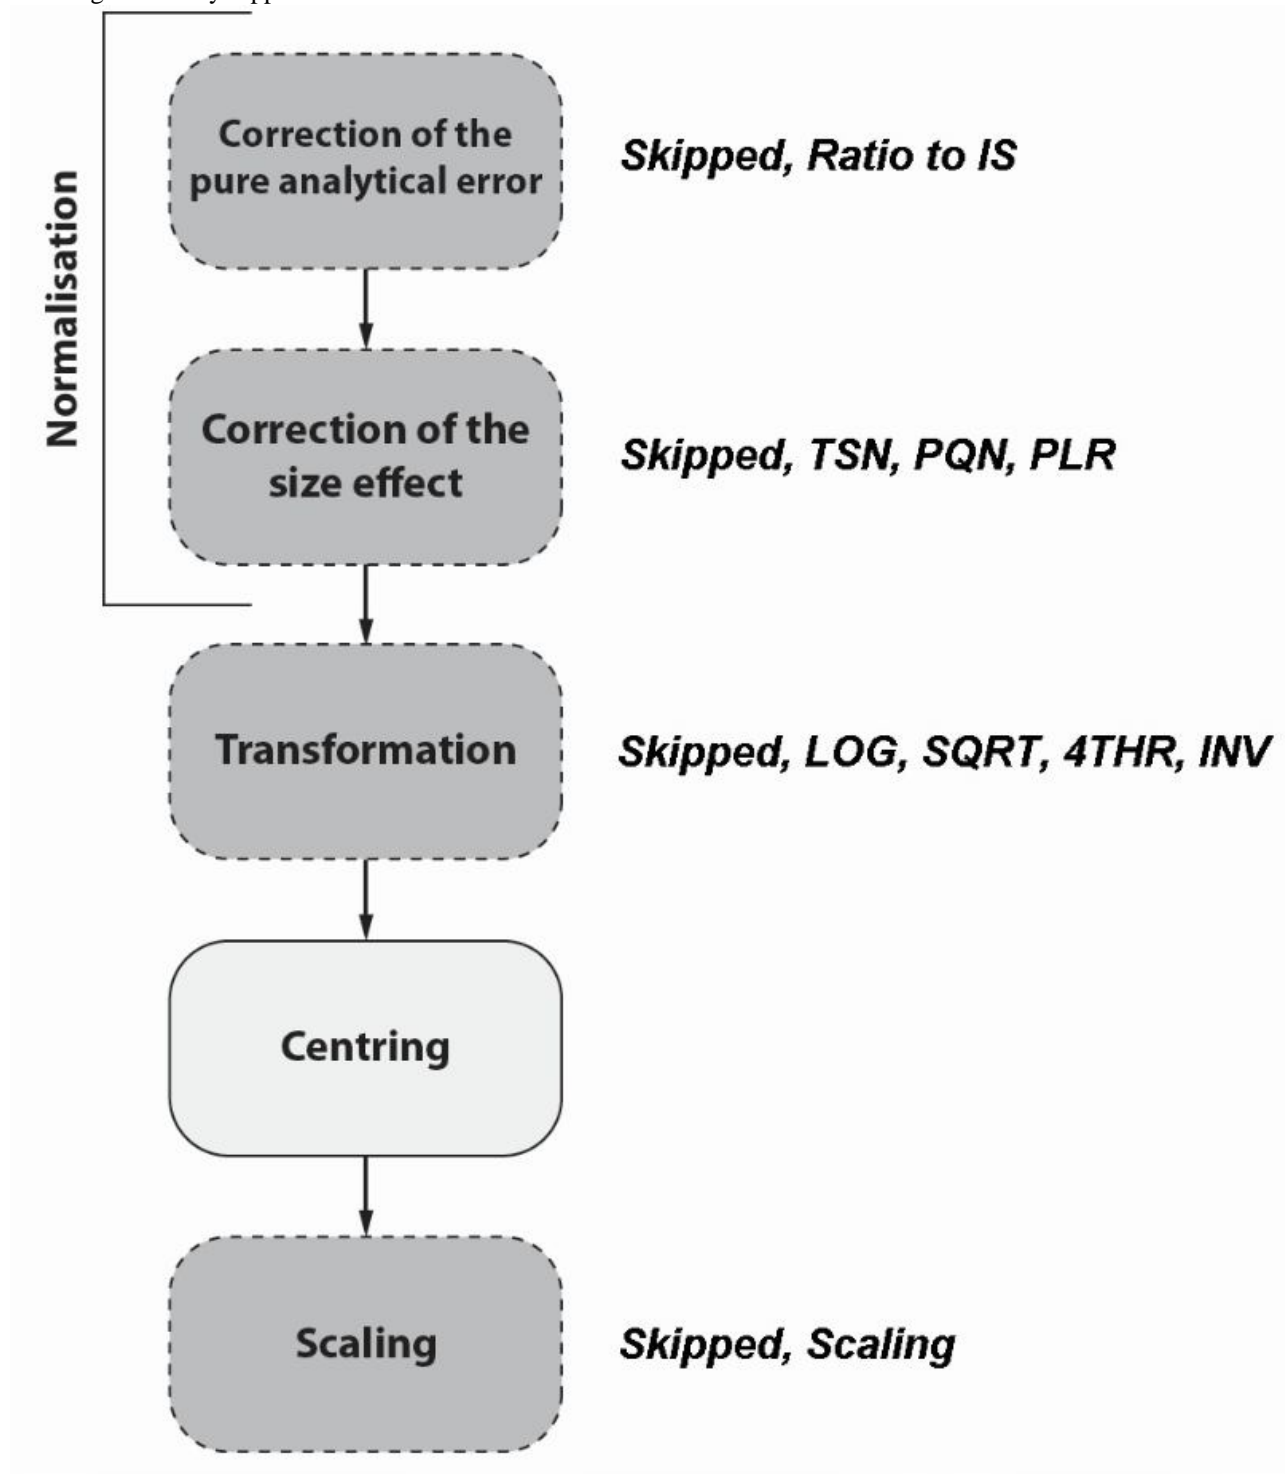 Normalisation
Correction of the
pure analytical error
Skipped, Ratio to IS
Correction of the
size effect
Skipped, TSN, PQN, PLR
Transformation
Skipped, LOG, SQRT, 4THR, INV
Centring
Scaling
Skipped, Scaling